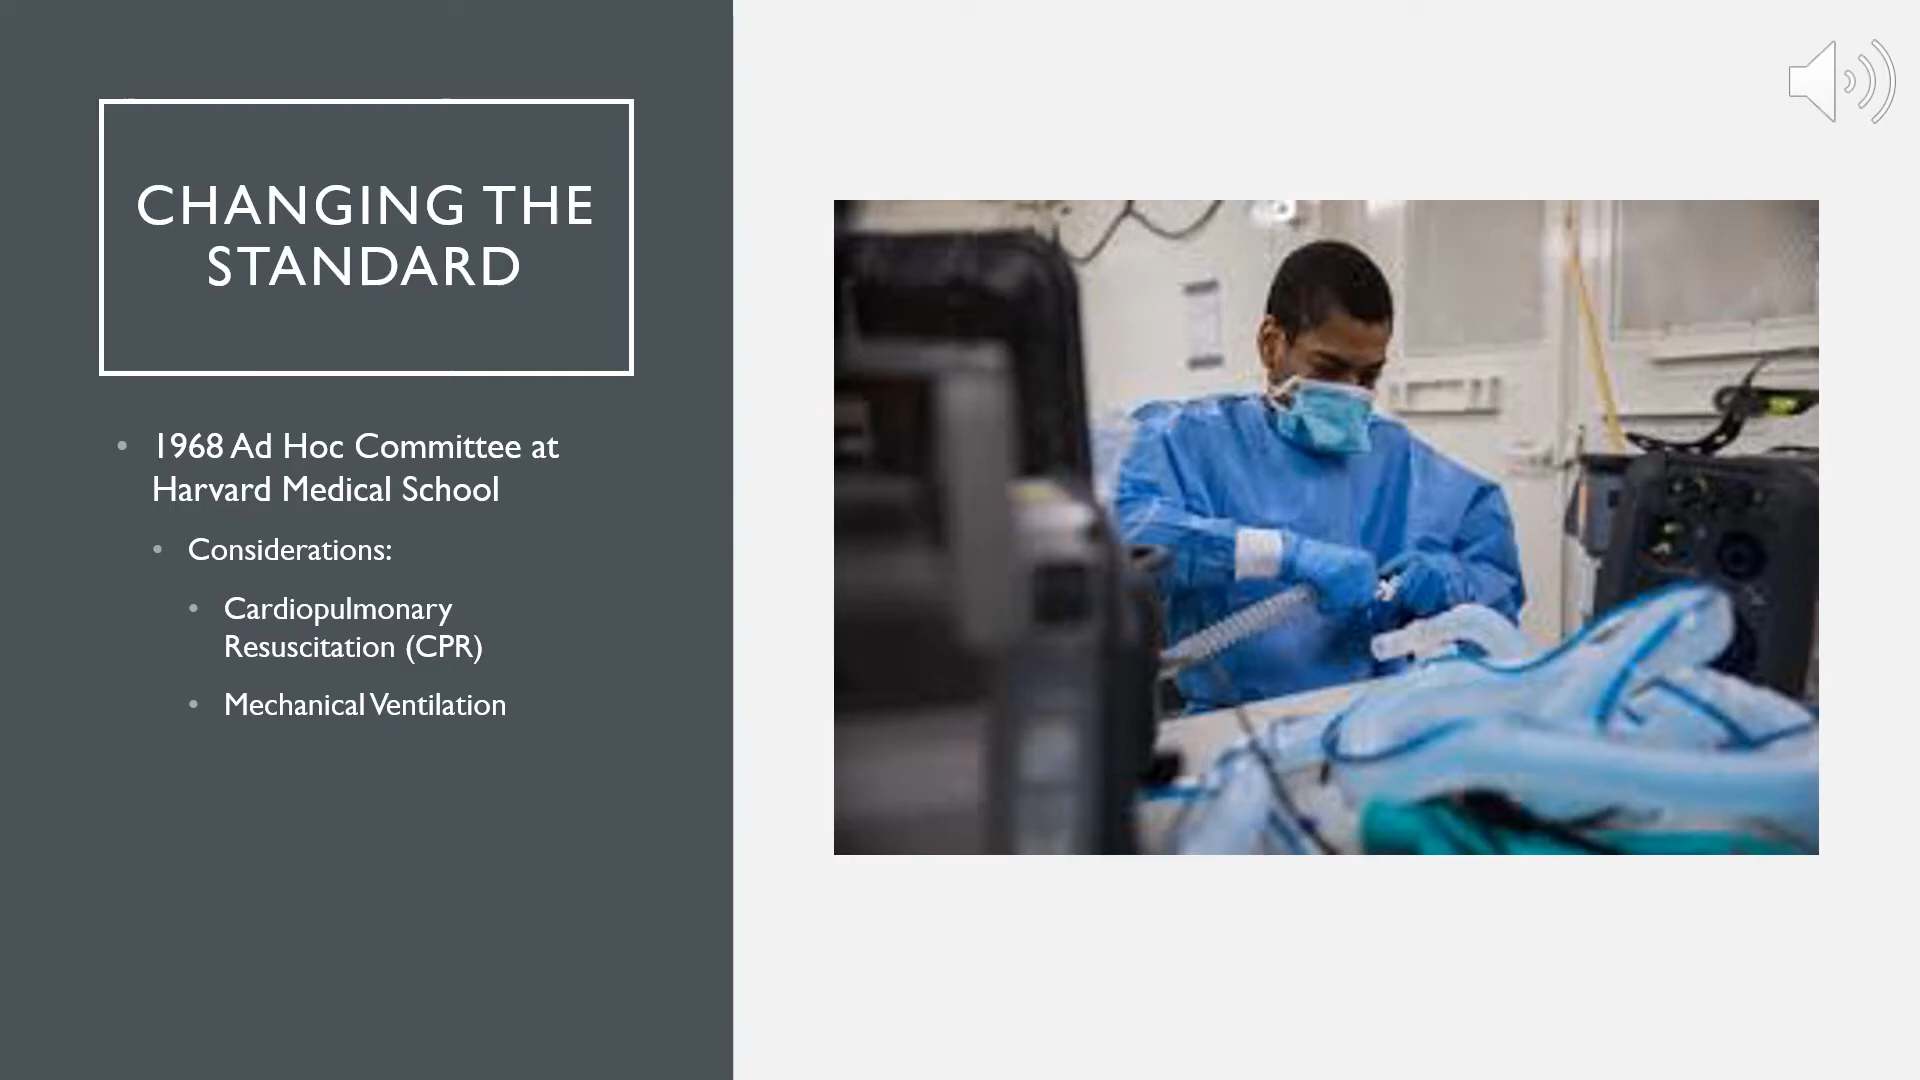 CHANGING THE
STANDARD
• 1968 Ad Hoc Committee at
Harvard Medical School
• Considerations:
• Cardiopulmonary
Resuscitation (CPR)
• Mechanical Ventilation